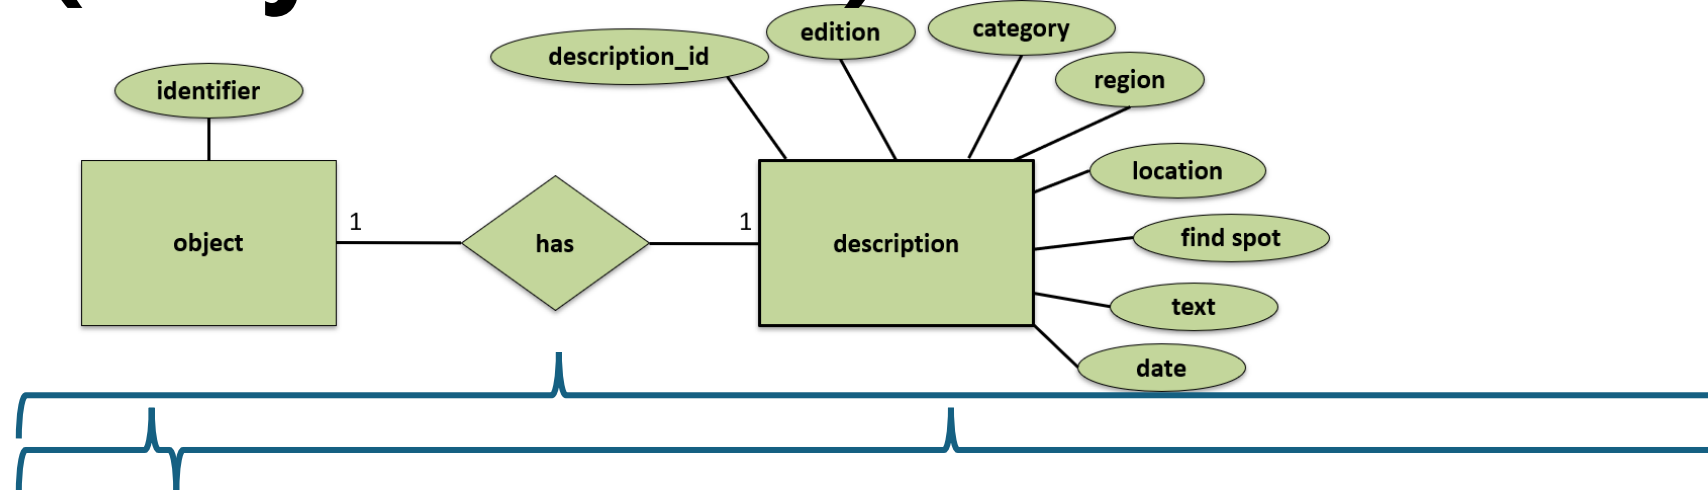 edition
category
description_id
region
identifier
location
1
1
object
has
description
find spot
text
date